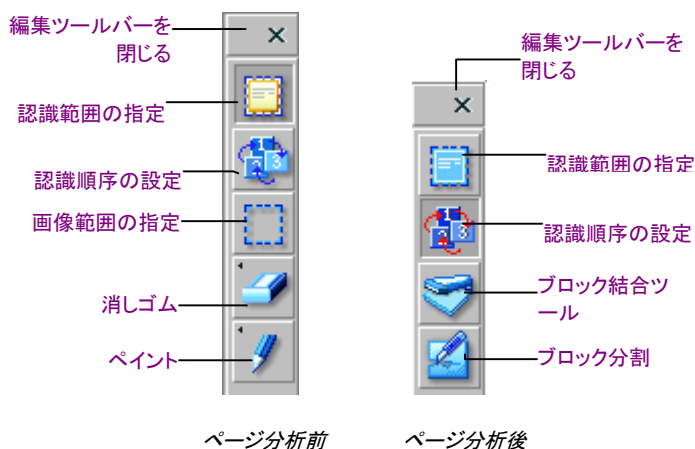 編集ツールバーを
閉じる
認識範囲の指定
認識順序の設定
画像範囲の指定
消しゴム
ペイント
編集ツールバーを
閉じる
認識範囲の指定
認識順序の設定
ブロック結合ツ
ール
ブロック分割
ページ分析前
ページ分析後